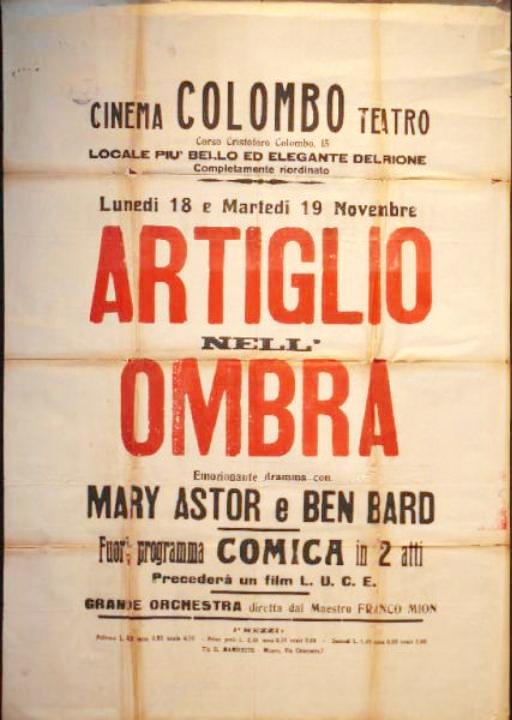 CINEMA COLOMBO TEATRO
Corso Cristoforo Colombo, 15
LOCALE PIU' BELLO ED ELEGANTE DEL RIONE
Completamente riordinato
Lunedi 18 e Martedi 19 Novembre
ARTIGLIO
NELL'
OMBRA
Emozionante dramma con
MARY ASTOR e BEN BARD
Fuori programma COMICA in 2 atti
Precederà un film L. U. C. E.
GRANDE ORCHESTRA diretta dal Maestro FRANCO MION
PREZZI: